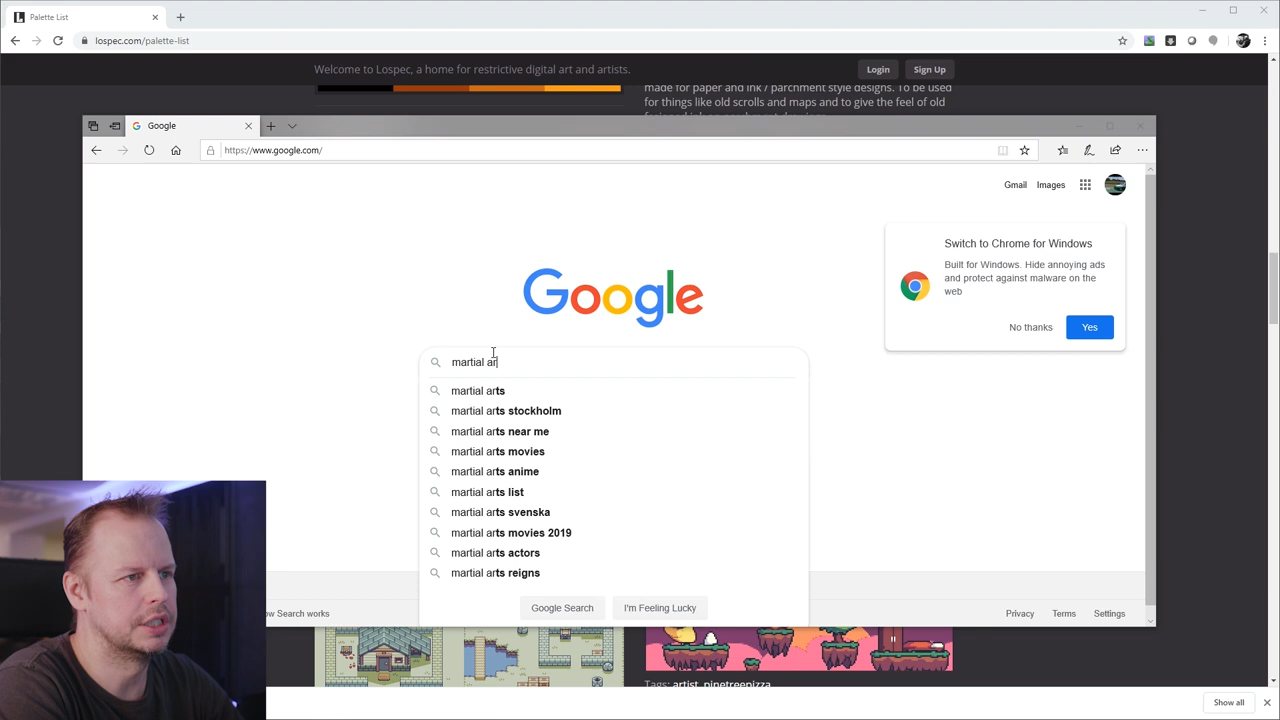 Palette List
lospec.com/palette-list
Welcome to Lospec, a home for restrictive digital art and artists.
Login
Sign Up
made for paper and ink / parchment style designs. To be used
for things like old scrolls and maps and to give the feel of old
Google
https://www.google.com/
Gmail
Images
Switch to Chrome for Windows
Built for Windows. Hide annoying ads
and protect against malware on the
web
No thanks
Yes
Google
martial ar
martial arts
martial arts stockholm
martial arts near me
martial arts movies
martial arts anime
martial arts list
martial arts svenska
martial arts movies 2019
martial arts actors
martial arts reigns
Google Search
I'm Feeling Lucky
Search works
Privacy
Terms
Settings
Tags: artist, pinetreepizza
Show all